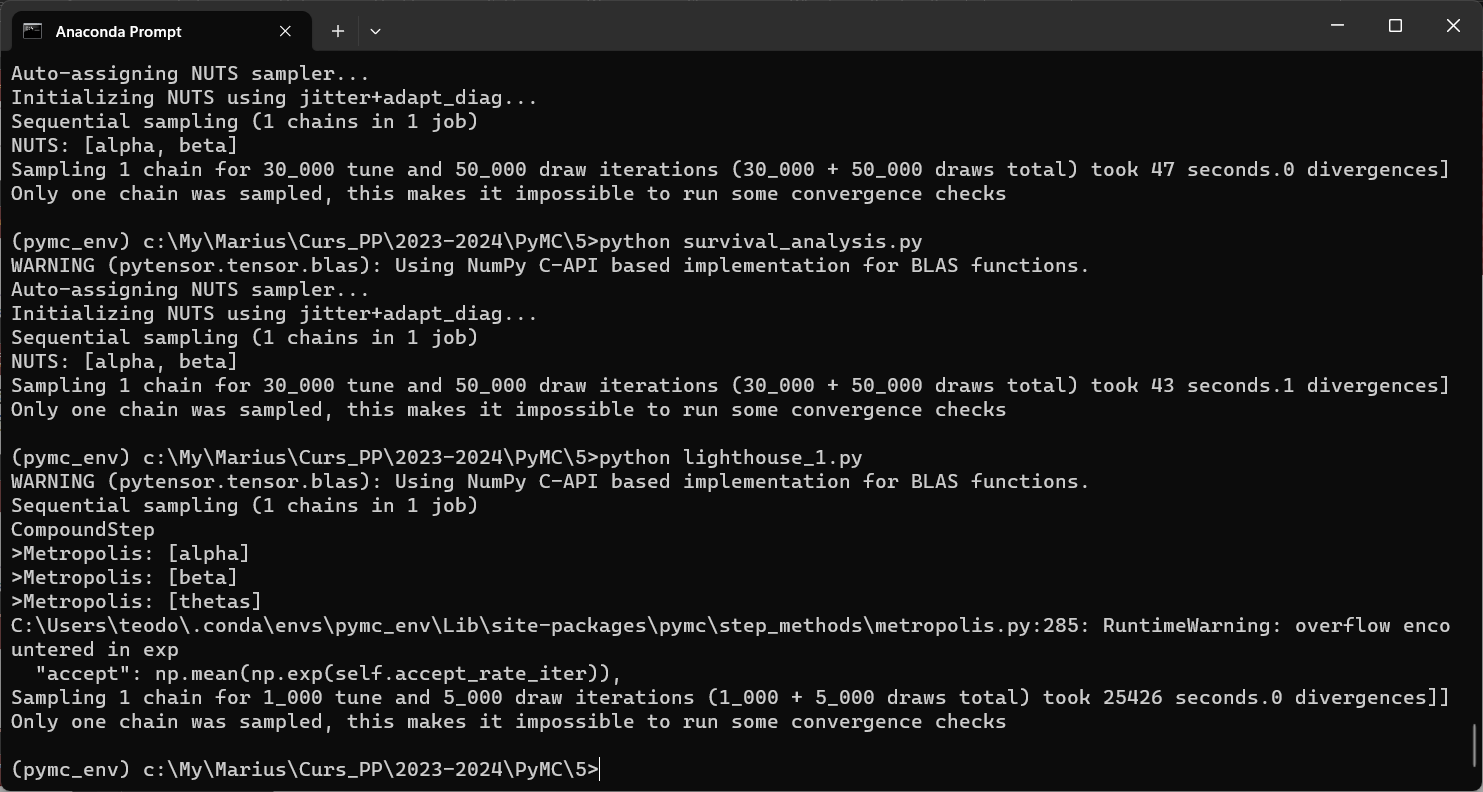 Anaconda Prompt
Auto-assigning NUTS sampler...
Initializing NUTS using jitter+adapt_diag...
Sequential sampling (1 chains in 1 job)
NUTS: [alpha, beta]
Sampling 1 chain for 30_000 tune and 50_000 draw iterations (30_000 + 50_000 draws total) took 47 seconds.0 divergences]
Only one chain was sampled, this makes it impossible to run some convergence checks
(pymc_env) c:\My\Marius\Curs_PP\2023-2024\PyMC\5>python survival_analysis.py
WARNING (pytensor.tensor.blas): Using NumPy C-API based implementation for BLAS functions.
Auto-assigning NUTS sampler...
Initializing NUTS using jitter+adapt_diag...
Sequential sampling (1 chains in 1 job)
NUTS: [alpha, beta]
Sampling 1 chain for 30_000 tune and 50_000 draw iterations (30_000 + 50_000 draws total) took 43 seconds.1 divergences]
Only one chain was sampled, this makes it impossible to run some convergence checks
(pymc_env) c:\My\Marius\Curs_PP\2023-2024\PyMC\5>python lighthouse_1.py
WARNING (pytensor.tensor.blas): Using NumPy C-API based implementation for BLAS functions.
Sequential sampling (1 chains in 1 job)
CompoundStep
>Metropolis: [alpha]
>Metropolis: [beta]
>Metropolis: [thetas]
C:\Users\teodo\.conda\envs\pymc_env\Lib\site-packages\pymc\step_methods\metropolis.py:285: RuntimeWarning: overflow enco
untered in exp
"accept": np.mean(np.exp(self.accept_rate_iter)),
Sampling 1 chain for 1_000 tune and 5_000 draw iterations (1_000 + 5_000 draws total) took 25426 seconds.0 divergences]]
Only one chain was sampled, this makes it impossible to run some convergence checks
(pymc_env) c:\My\Marius\Curs_PP\2023-2024\PyMC\5>